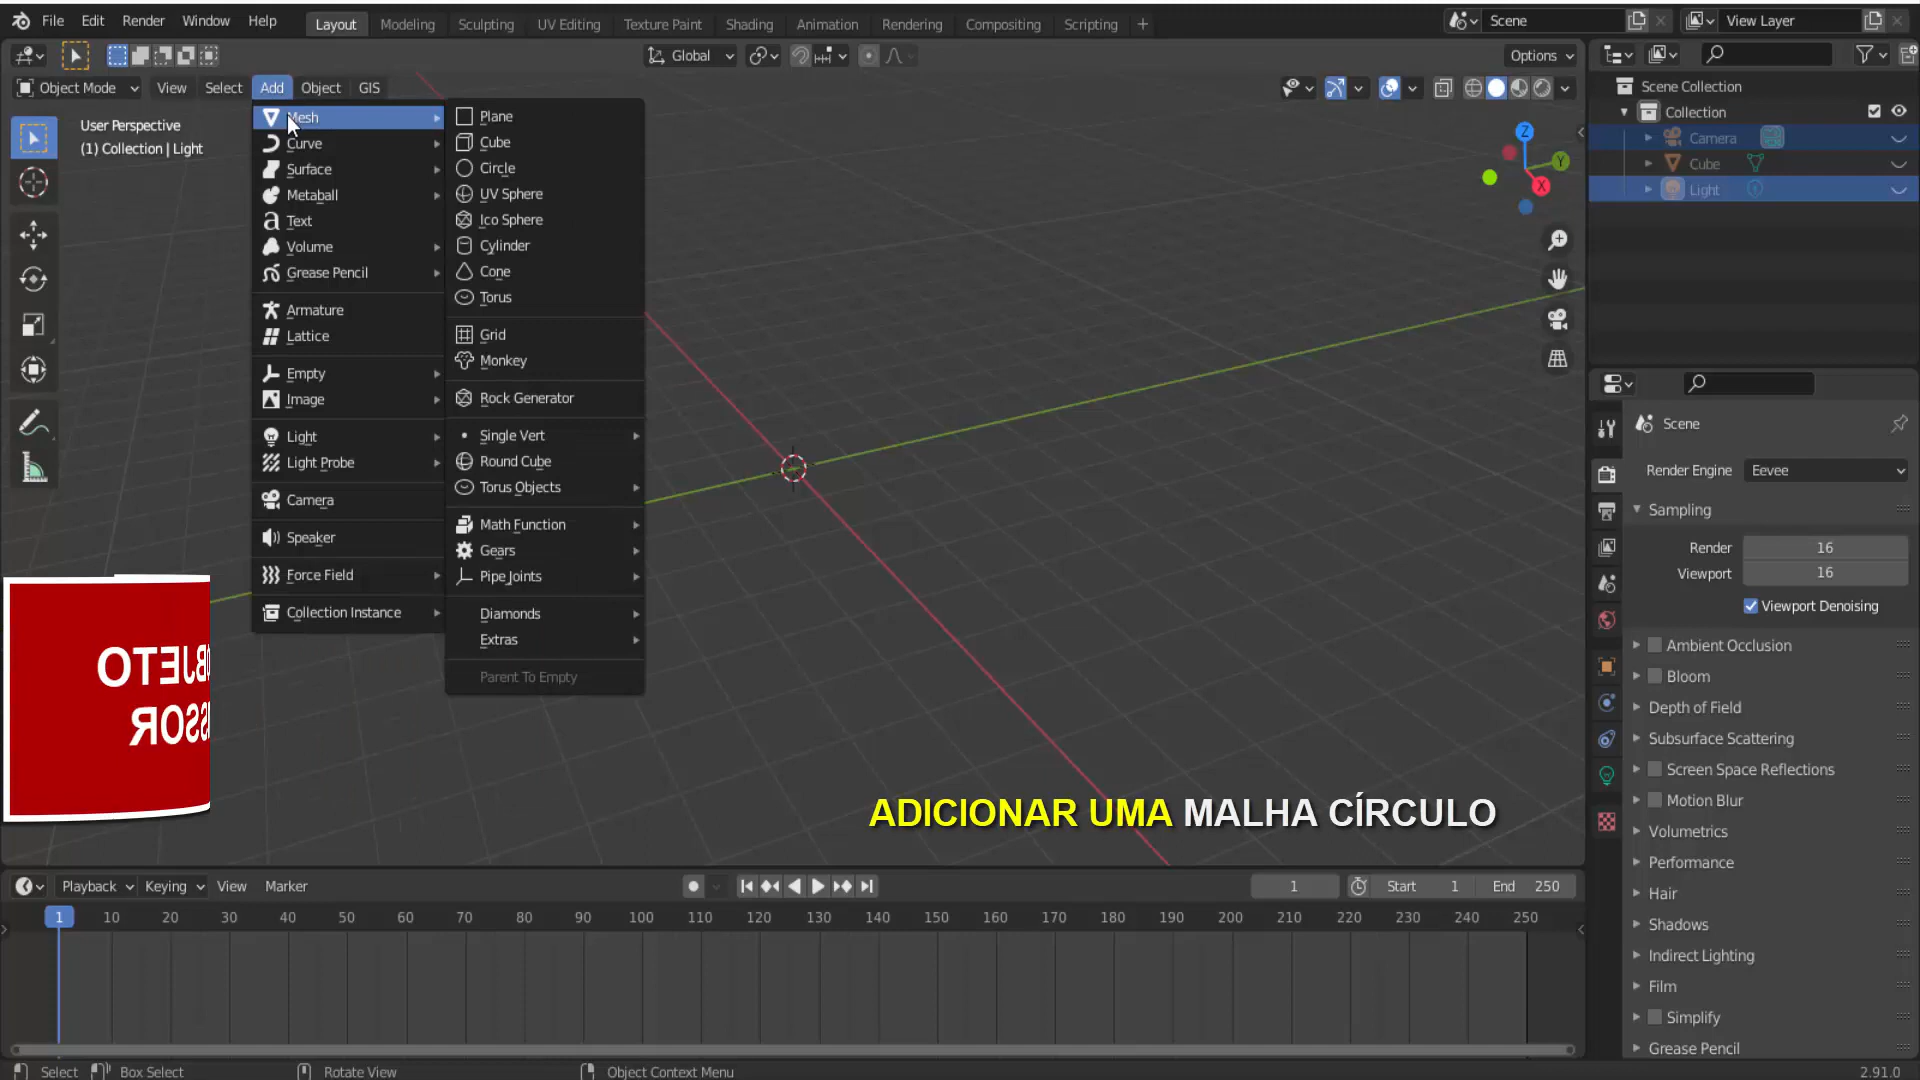 File Edit Render Window Help
Layout Modeling Sculpting UV Editing Texture Paint Shading Animation Rendering Compositing Scripting +
Scene
View Layer
Global
Options
Object Mode View Select Add Object GIS
User Perspective
(1) Collection | Light
Mesh
Curve
Surface
Metaball
Text
Volume
Grease Pencil
Armature
Lattice
Empty
Image
Light
Light Probe
Camera
Speaker
Force Field
Collection Instance
Plane
Cube
Circle
UV Sphere
Ico Sphere
Cylinder
Cone
Torus
Grid
Monkey
Rock Generator
Single Vert
Round Cube
Torus Objects
Math Function
Gears
Pipe Joints
Diamonds
Extras
Parent To Empty
Z
Y
X
Scene Collection
Collection
Camera
Cube
Light
Scene
Render Engine Eevee
Sampling
Render 16
Viewport 16
Viewport Denoising
Ambient Occlusion
Bloom
Depth of Field
Subsurface Scattering
Screen Space Reflections
Motion Blur
Volumetrics
Performance
Hair
Shadows
Indirect Lighting
Film
Simplify
Grease Pencil
ADICIONAR UMA MALHA CÍRCULO
Playback Keying View Marker
1 Start 1 End 250
1 10 20 30 40 50 60 70 80 90 100 110 120 130 140 150 160 170 180 190 200 210 220 230 240 250
Select Box Select Rotate View Object Context Menu 2.91.0